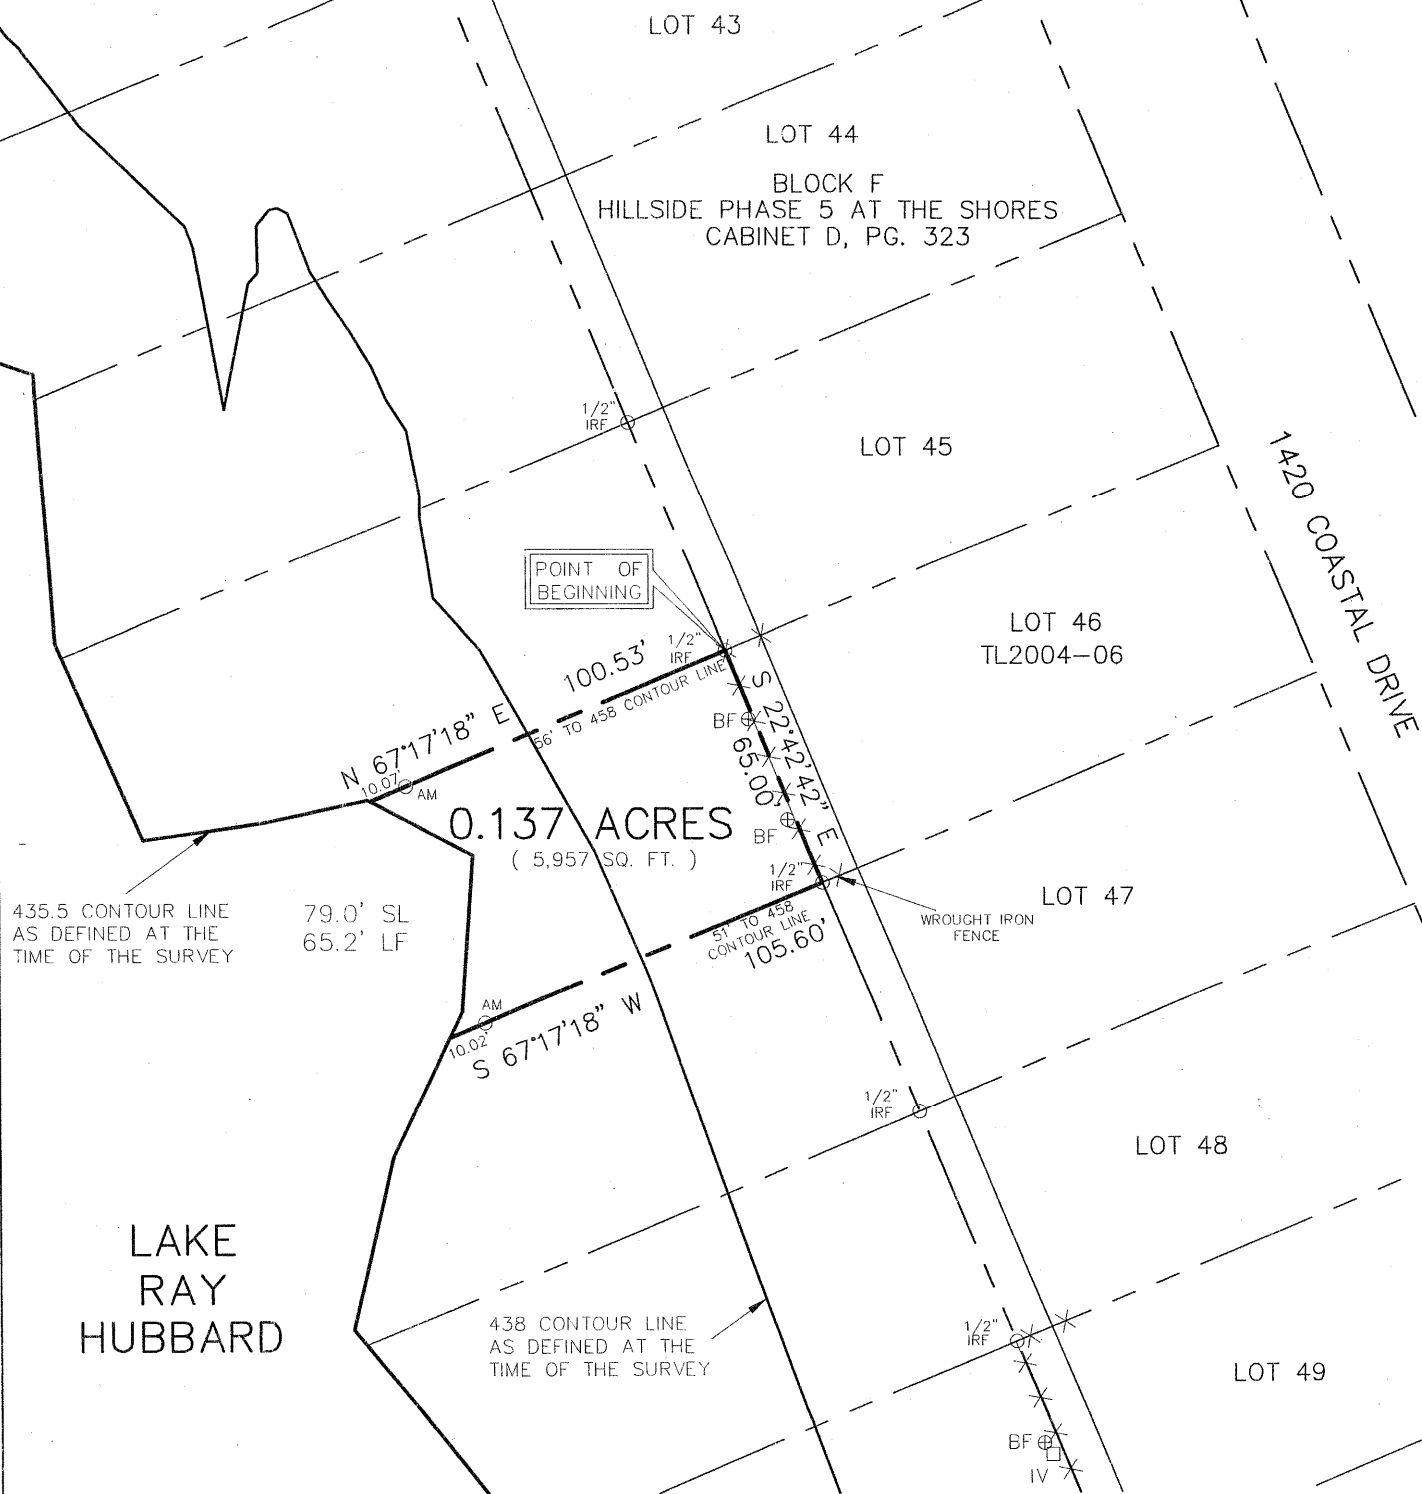 LOT 43
LOT 44
BLOCK F
HILLSIDE PHASE 5 AT THE SHORES
CABINET D, PG. 323
1/2"
IRF
LOT 45
1420 COASTAL DRIVE
POINT OF
BEGINNING
1/2"
IRF
100.53'
56' TO 458 CONTOUR LINE
N 67°17'18" E
10.07'
AM
LOT 46
TL2004-06
S 22°42'42" E
65.00'
BF
BF
0.137 ACRES
( 5,957 SQ. FT. )
1/2"
IRF
435.5 CONTOUR LINE
AS DEFINED AT THE
TIME OF THE SURVEY
79.0' SL
65.2' LF
51' TO 458
CONTOUR LINE
105.60'
WROUGHT IRON
FENCE
LOT 47
AM
10.02'
S 67°17'18" W
1/2"
IRF
LOT 48
LAKE
RAY
HUBBARD
438 CONTOUR LINE
AS DEFINED AT THE
TIME OF THE SURVEY
1/2"
IRF
LOT 49
BF
IV